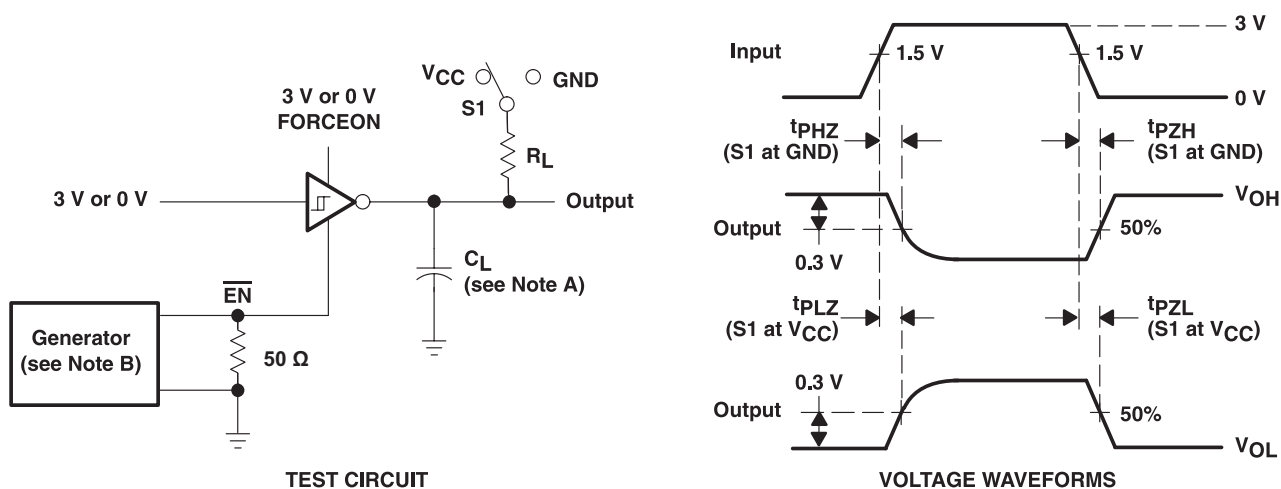 3 V or 0 V
FORCEON
VCC
GND
S1
RL
3 V or 0 V
Output
CL
(see Note A)
EN
Generator
(see Note B)
50 Ω
TEST CIRCUIT
Input
3 V
1.5 V
1.5 V
0 V
tPHZ
(S1 at GND)
tPZH
(S1 at GND)
VOH
Output
50%
0.3 V
tPLZ
(S1 at VCC)
tPZL
(S1 at VCC)
0.3 V
Output
50%
VOL
VOLTAGE WAVEFORMS